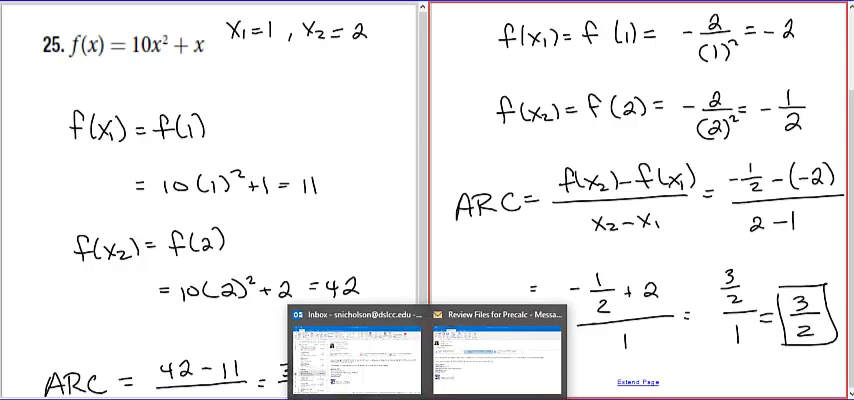 25. f(x) = 10x² + x   x₁=1 , x₂=2
f(x₁) = f(1)
= 10(1)²+1 = 11
f(x₂) = f(2)
= 10(2)²+2 = 42
ARC = (42 - 11)/ = 3
f(x₁) = f(1) = -2/(1)² = -2
f(x₂) = f(2) = -2/(2)² = -1/2
ARC = (f(x₂) - f(x₁))/(x₂ - x₁) = (-1/2 - (-2))/(2 - 1)
= (-1/2 + 2)/1 = (3/2)/1 = 3/2
Extend Page
Inbox - snicholson@dslcc.edu -...
Review Files for Precalc - Messa...